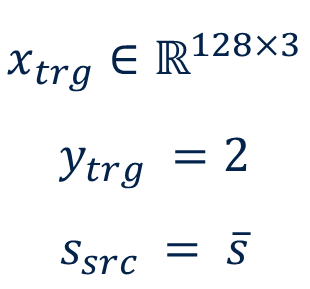 x_{trg} ∈ ℝ^{128×3}
y_{trg} = 2
s_{src} = s̄